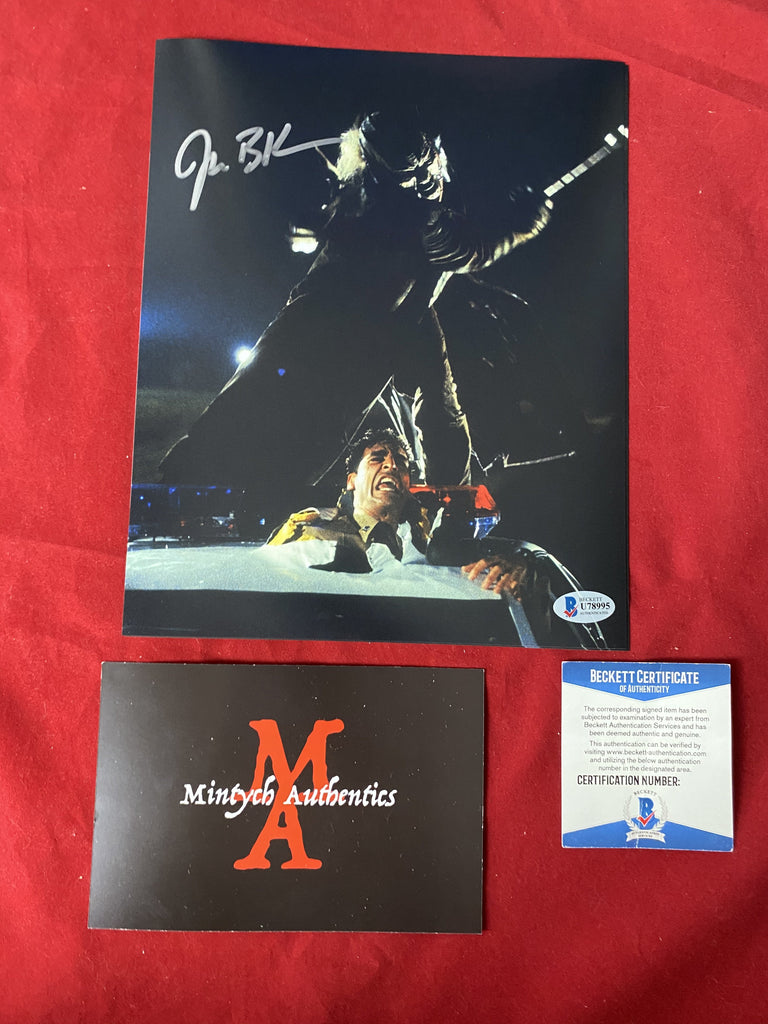 BECKETT
U78995
AUTHENTICATION
M
Mintych Authentics
A
BECKETT CERTIFICATE
OF AUTHENTICITY
The corresponding signed item has been
subjected to examination by an expert from
Beckett Authentication Services and has
been deemed authentic and genuine.
This authentication can be verified by
visiting www.beckett-authentication.com
and utilizing the below authentication
number in the designated area.
CERTIFICATION NUMBER:
BECKETT
B